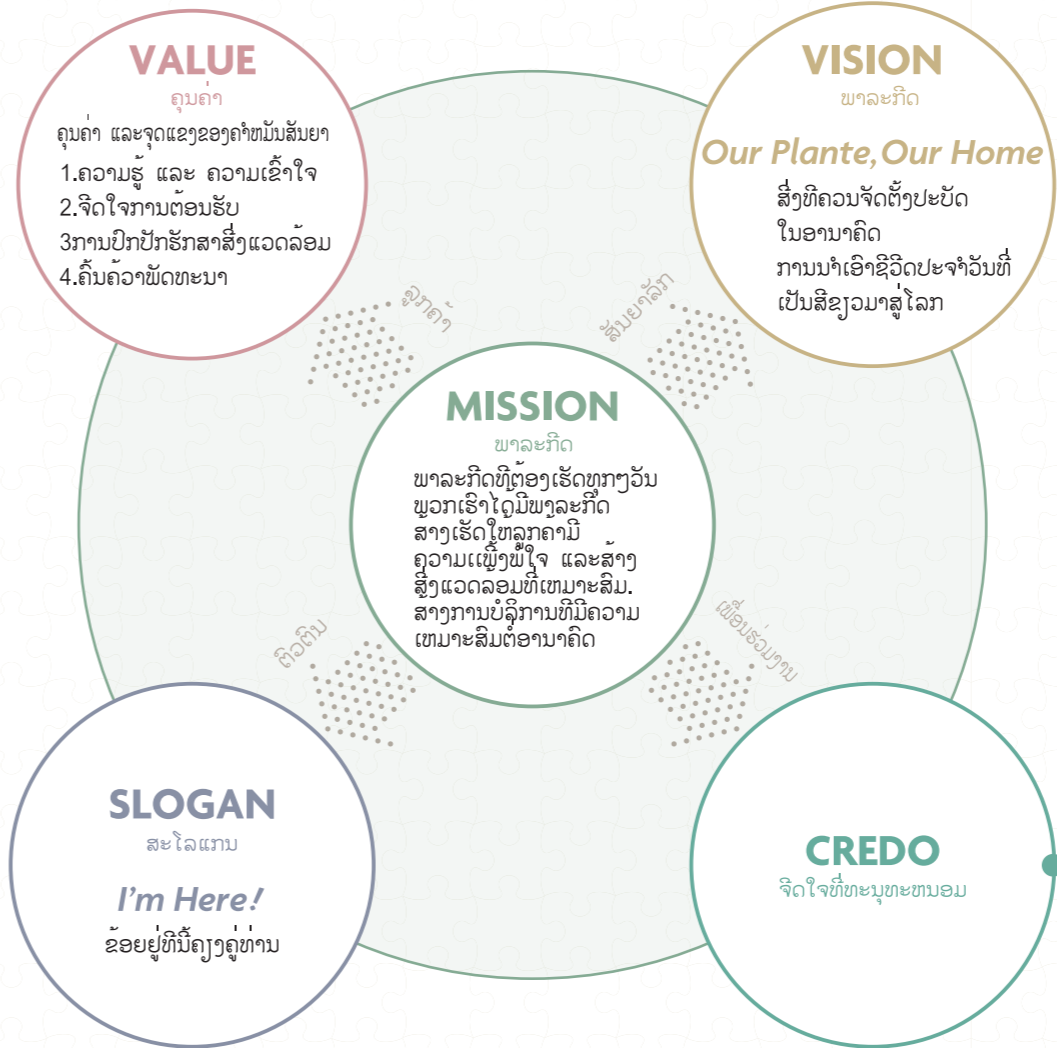 VALUE
ຄຸນຄ່າ
ຄຸນຄ່າ ແລະຈຸດແຂງຂອງຄຳຫມັ້ນສັນຍາ
1.ຄວາມຮູ້ ແລະ ຄວາມເຂົ້າໃຈ
2.ຈິດໃຈການຕ້ອນຮັບ
3ການປົກປັກຮັກສາສີ່ງແວດລ້ອມ
4.ຄົ້ນຄ້ວາພັດທະນາ
VISION
ພາລະກິດ
Our Plante,Our Home
ສິ່ງທີ່ຄວນຈັດຕັ້ງປະບັດ
ໃນອານາຄົດ
ການນຳເອົາຊີວິດປະຈຳວັນທີ່
ເປັນສີຂຽວມາສູ່ໂລກ
ລູກຄ້າ
ສັນຍາລັກ
MISSION
ພາລະກິດ
ພາລະກິດທີ່ຕ້ອງເຮັດທຸກໆວັນ
ພວກເຮົາໄດ້ມີພາລະກິດ
ສ້າງເຮັດໃຫ້ລູກຄ້າມີ
ຄວາມເເພິ່ງພໍໃຈ ແລະສ້າງ
ສິ່ງແວດລ້ອມທີ່ເຫມາະສົມ.
ສ້າງການບໍລິການທີ່ມີຄວາມ
ເຫມາະສົມຕໍ່ອານາຄົດ
ຕົວຕົນ
ເພື່ອນຮ່ວມງານ
SLOGAN
ສະໂລແກນ
I'm Here!
ຂ້ອຍຢູ່ທີ່ນີ້ຄຽງຄູ່ທ່ານ
CREDO
ຈິດໃຈທີ່ທະນຸທະຫນອມ